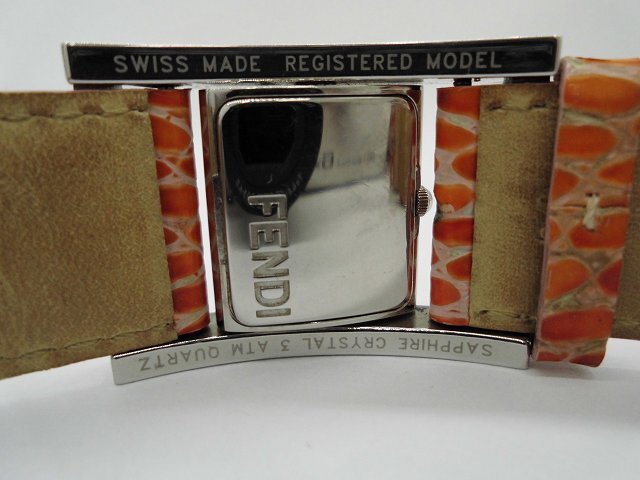 SWISS MADE REGISTERED MODEL
FENDI
SAPPHIRE CRYSTAL 3 ATM QUARTZ